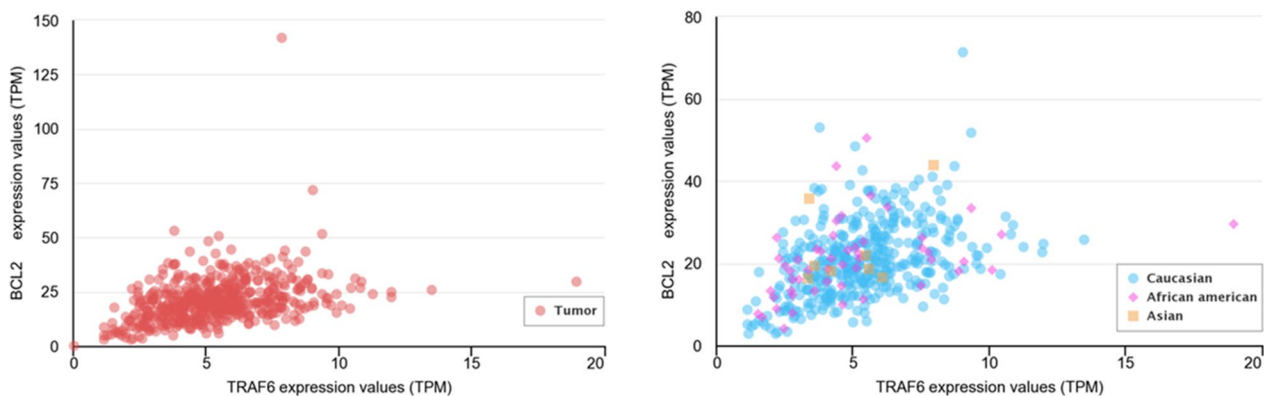 150
125
100
75
50
25
0
BCL2 expression values (TPM)
0 5 10 15 20
TRAF6 expression values (TPM)
Tumor
80
60
40
20
0
BCL2 expression values (TPM)
0 5 10 15 20
TRAF6 expression values (TPM)
Caucasian
African american
Asian